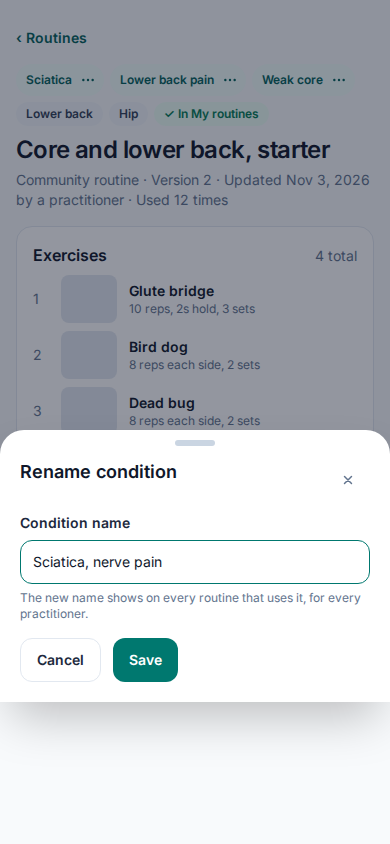 ‹ Routines
Sciatica ··· Lower back pain ··· Weak core ···
Lower back Hip ✓ In My routines
Core and lower back, starter
Community routine · Version 2 · Updated Nov 3, 2026
by a practitioner · Used 12 times
Exercises 4 total
1 Glute bridge
10 reps, 2s hold, 3 sets
2 Bird dog
8 reps each side, 2 sets
3 Dead bug
8 reps each side, 2 sets
Rename condition ×
Condition name
Sciatica, nerve pain
The new name shows on every routine that uses it, for every
practitioner.
Cancel Save